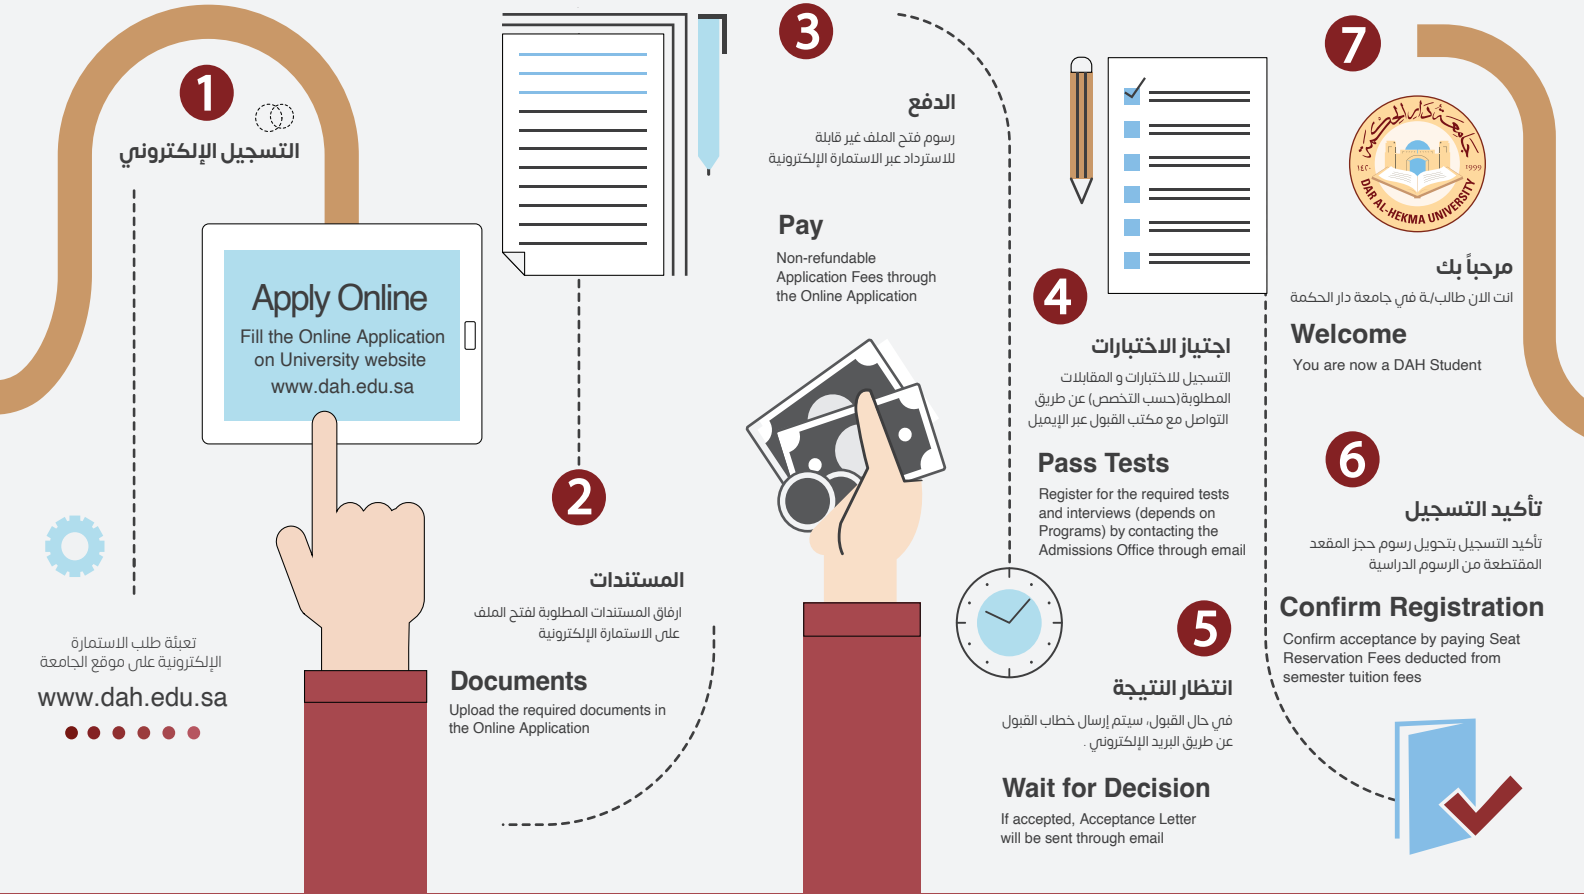 1
التسجيل الإلكتروني
Apply Online
Fill the Online Application
on University website
www.dah.edu.sa
تعبئة طلب الاستمارة
الإلكترونية على موقع الجامعة
www.dah.edu.sa
2
المستندات
ارفاق المستندات المطلوبة لفتح الملف
على الاستمارة الإلكترونية
Documents
Upload the required documents in
the Online Application
3
الدفع
رسوم فتح الملف غير قابلة
للاسترداد عبر الاستمارة الإلكترونية
Pay
Non-refundable
Application Fees through
the Online Application
4
اجتياز الاختبارات
التسجيل للاختبارات و المقابلات
المطلوبة(حسب التخصص) عن طريق
التواصل مع مكتب القبول عبر الإيميل
Pass Tests
Register for the required tests
and interviews (depends on
Programs) by contacting the
Admissions Office through email
5
انتظار النتيجة
في حال القبول، سيتم إرسال خطاب القبول
عن طريق البريد الإلكتروني .
Wait for Decision
If accepted, Acceptance Letter
will be sent through email
6
تأكيد التسجيل
تأكيد التسجيل بتحويل رسوم حجز المقعد
المقتطعة من الرسوم الدراسية
Confirm Registration
Confirm acceptance by paying Seat
Reservation Fees deducted from
semester tuition fees
7
جامعة دار الحكمة
١٤٢٠
1999
DAR AL-HEKMA UNIVERSITY
مرحباً بك
انت الان طالب/ـة في جامعة دار الحكمة
Welcome
You are now a DAH Student